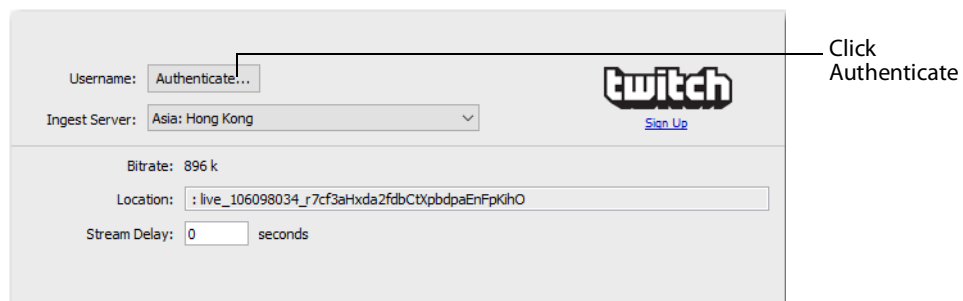 Click
Authenticate
Username: Authenticate...
twitch
Ingest Server: Asia: Hong Kong
Sign Up
Bitrate: 896 k
Location: : live_106098034_r7cf3aHxda2fdbCtXpbdpaEnFpKihO
Stream Delay: 0 seconds